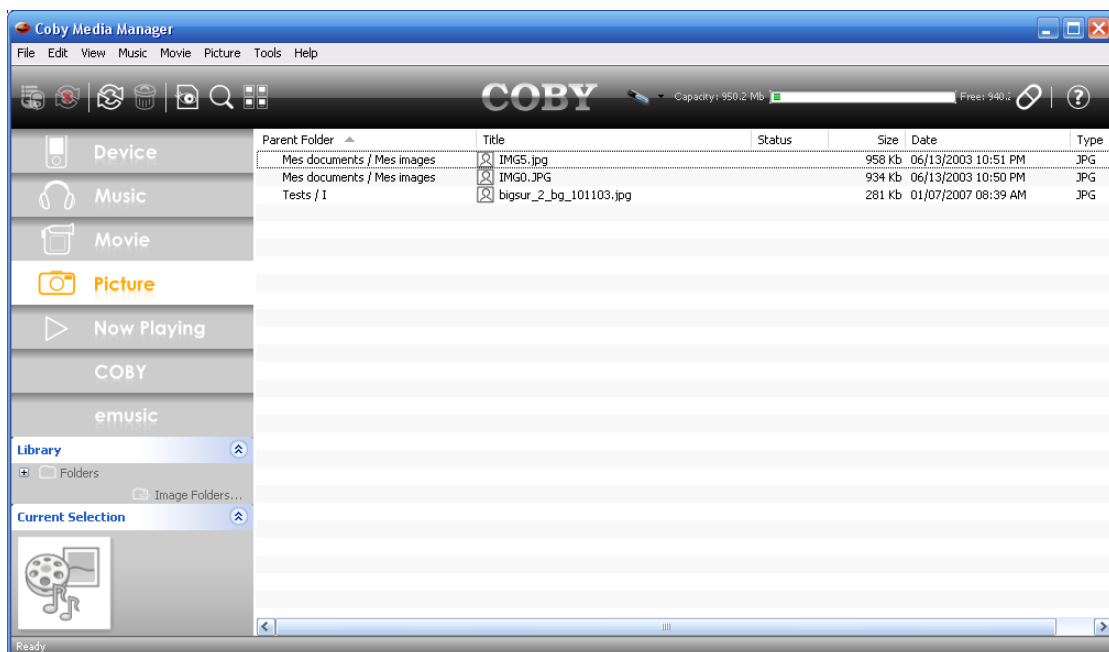 Coby Media Manager
File Edit View Music Movie Picture Tools Help
COBY Capacity: 950.2 Mb Free: 940.2
Device
Music
Movie
Picture
Now Playing
COBY
emusic
Library
Folders
Image Folders...
Current Selection
Parent Folder Title Status Size Date Type
Mes documents / Mes images IMG5.jpg 958 Kb 06/13/2003 10:51 PM JPG
Mes documents / Mes images IMG0.JPG 934 Kb 06/13/2003 10:50 PM JPG
Tests / I bigsur_2_bg_101103.jpg 281 Kb 01/07/2007 08:39 AM JPG
Ready